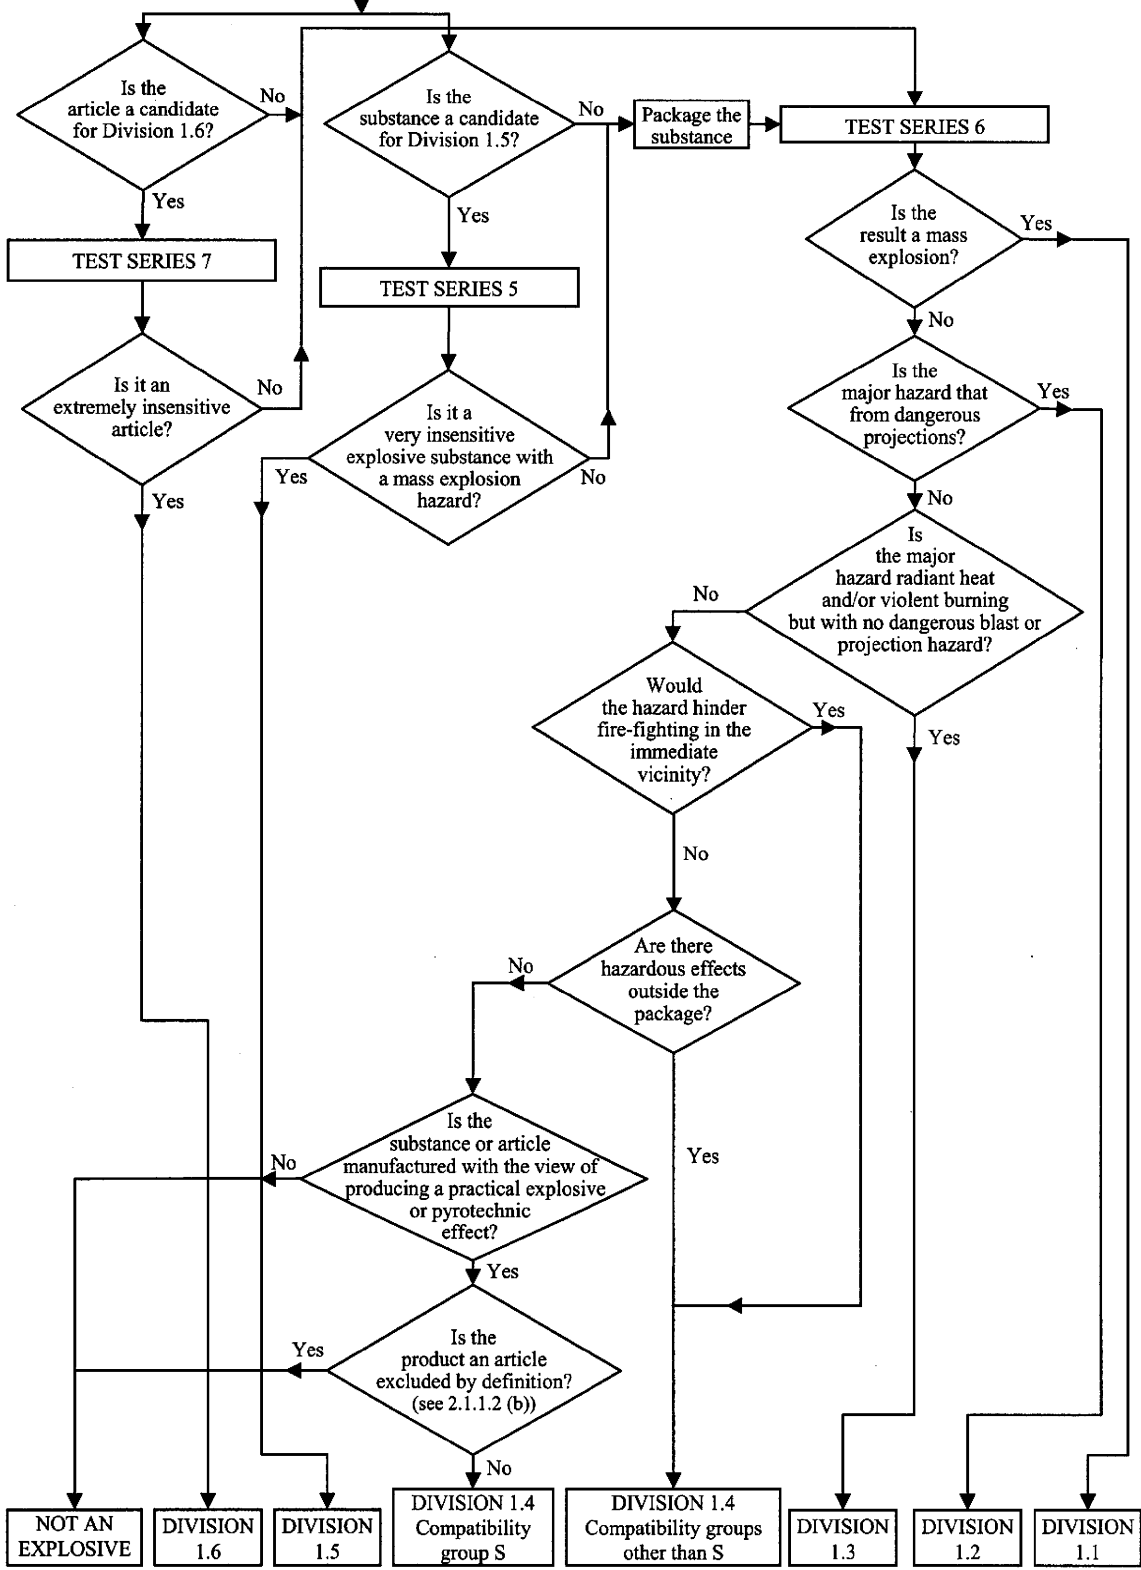 Is the
article a candidate
for Division 1.6?
No
Yes
TEST SERIES 7
Is it an
extremely insensitive
article?
No
Yes
Is the
substance a candidate
for Division 1.5?
No
Yes
TEST SERIES 5
Is it a
very insensitive
explosive substance with
a mass explosion
hazard?
Yes
No
Package the
substance
TEST SERIES 6
Is the
result a mass
explosion?
Yes
No
Is the
major hazard that
from dangerous
projections?
Yes
No
Is
the major
hazard radiant heat
and/or violent burning
but with no dangerous blast or
projection hazard?
No
Yes
Would
the hazard hinder
fire-fighting in the
immediate
vicinity?
Yes
No
Are there
hazardous effects
outside the
package?
No
Yes
Is the
substance or article
manufactured with the view of
producing a practical explosive
or pyrotechnic
effect?
No
Yes
Is the
product an article
excluded by definition?
(see 2.1.1.2 (b))
Yes
No
NOT AN
EXPLOSIVE
DIVISION
1.6
DIVISION
1.5
DIVISION 1.4
Compatibility
group S
DIVISION 1.4
Compatibility groups
other than S
DIVISION
1.3
DIVISION
1.2
DIVISION
1.1